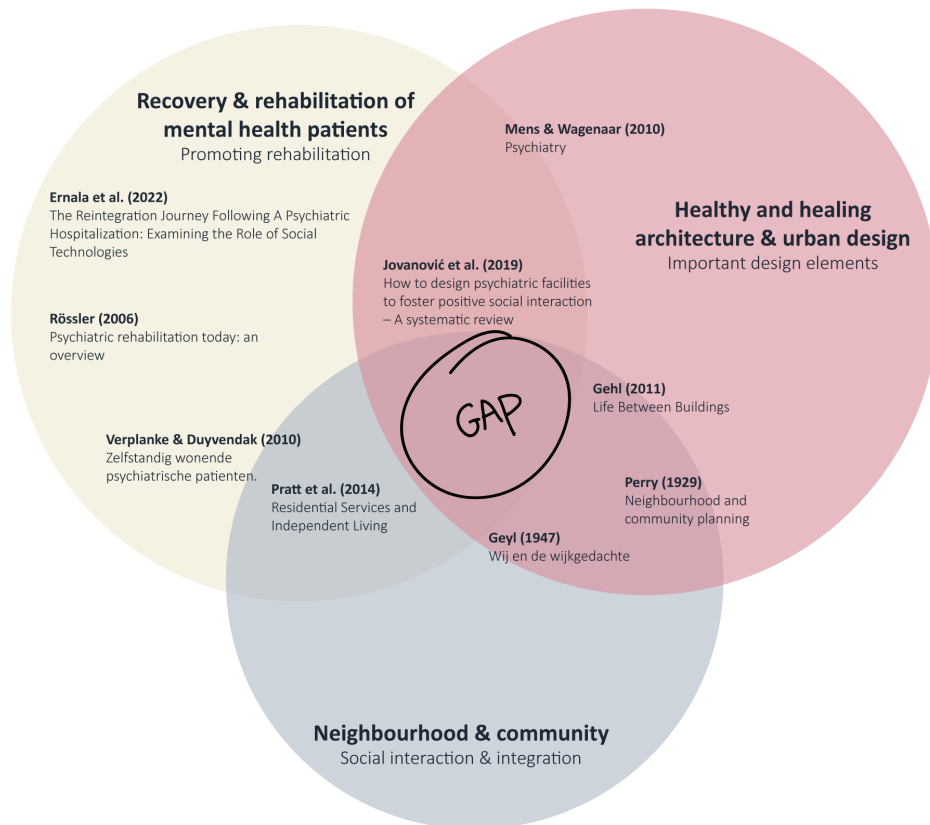 Recovery & rehabilitation of
mental health patients
Promoting rehabilitation
Mens & Wagenaar (2010)
Psychiatry
Ernala et al. (2022)
The Reintegration Journey Following A Psychiatric
Hospitalization: Examining the Role of Social
Technologies
Healthy and healing
architecture & urban design
Important design elements
Jovanović et al. (2019)
How to design psychiatric facilities
to foster positive social interaction
– A systematic review
Rössler (2006)
Psychiatric rehabilitation today: an
overview
GAP
Gehl (2011)
Life Between Buildings
Verplanke & Duyvendak (2010)
Zelfstandig wonende
psychiatrische patienten.
Pratt et al. (2014)
Residential Services and
Independent Living
Perry (1929)
Neighbourhood and
community planning
Geyl (1947)
Wij en de wijkgedachte
Neighbourhood & community
Social interaction & integration